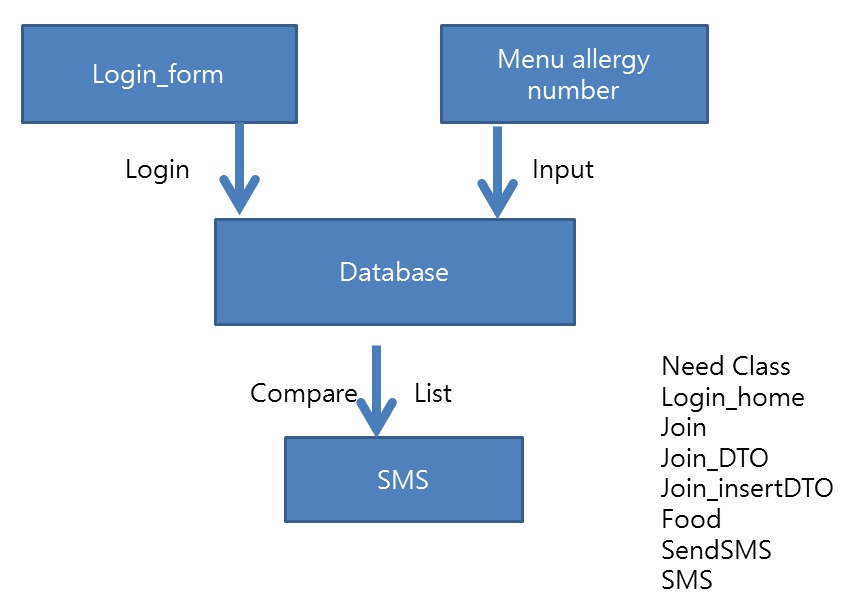 Login_form
Menu allergy
number
Login
Input
Database
Compare
List
SMS
Need Class
Login_home
Join
Join_DTO
Join_insertDTO
Food
SendSMS
SMS